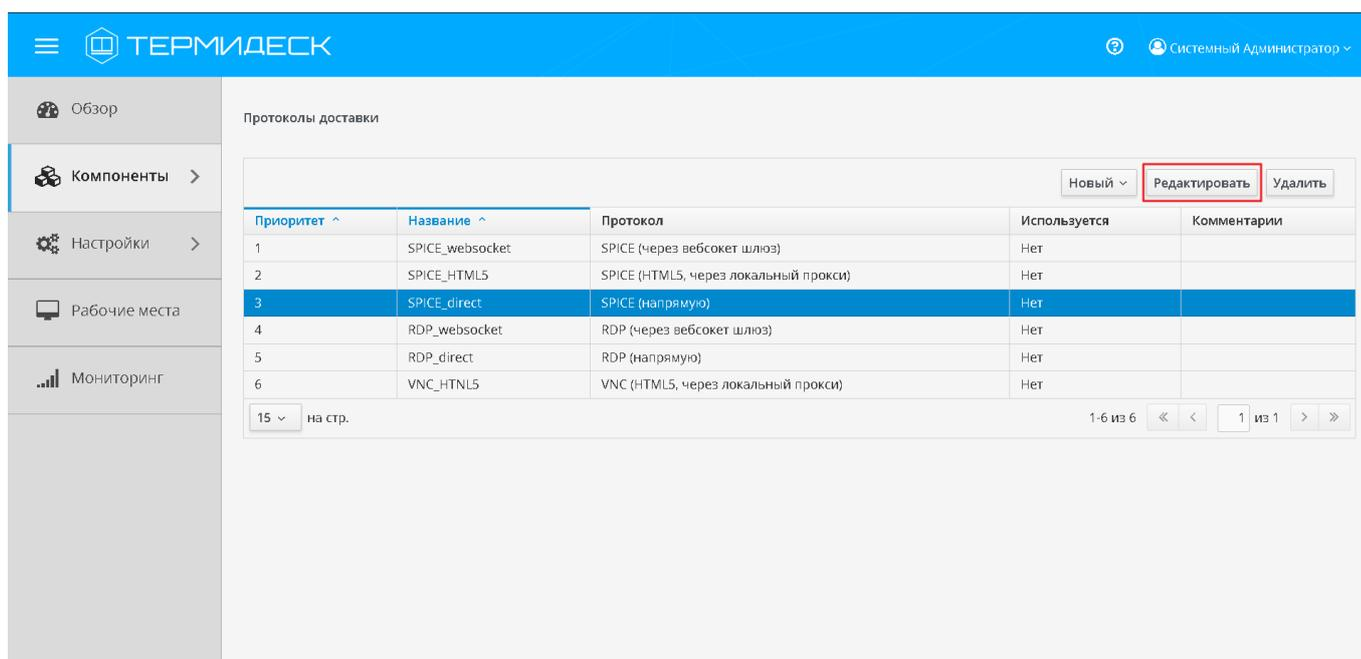 ТЕРМИДЕСК
Системный Администратор
Обзор
Компоненты
Настройки
Рабочие места
Мониторинг
Протоколы доставки
Новый Редактировать Удалить
Приоритет Название Протокол Используется Комментарии
1 SPICE_websocket SPICE (через вебсокет шлюз) Нет
2 SPICE_HTML5 SPICE (HTML5, через локальный прокси) Нет
3 SPICE_direct SPICE (напрямую) Нет
4 RDP_websocket RDP (через вебсокет шлюз) Нет
5 RDP_direct RDP (напрямую) Нет
6 VNC_HTNL5 VNC (HTML5, через локальный прокси) Нет
15 на стр. 1-6 из 6 1 из 1